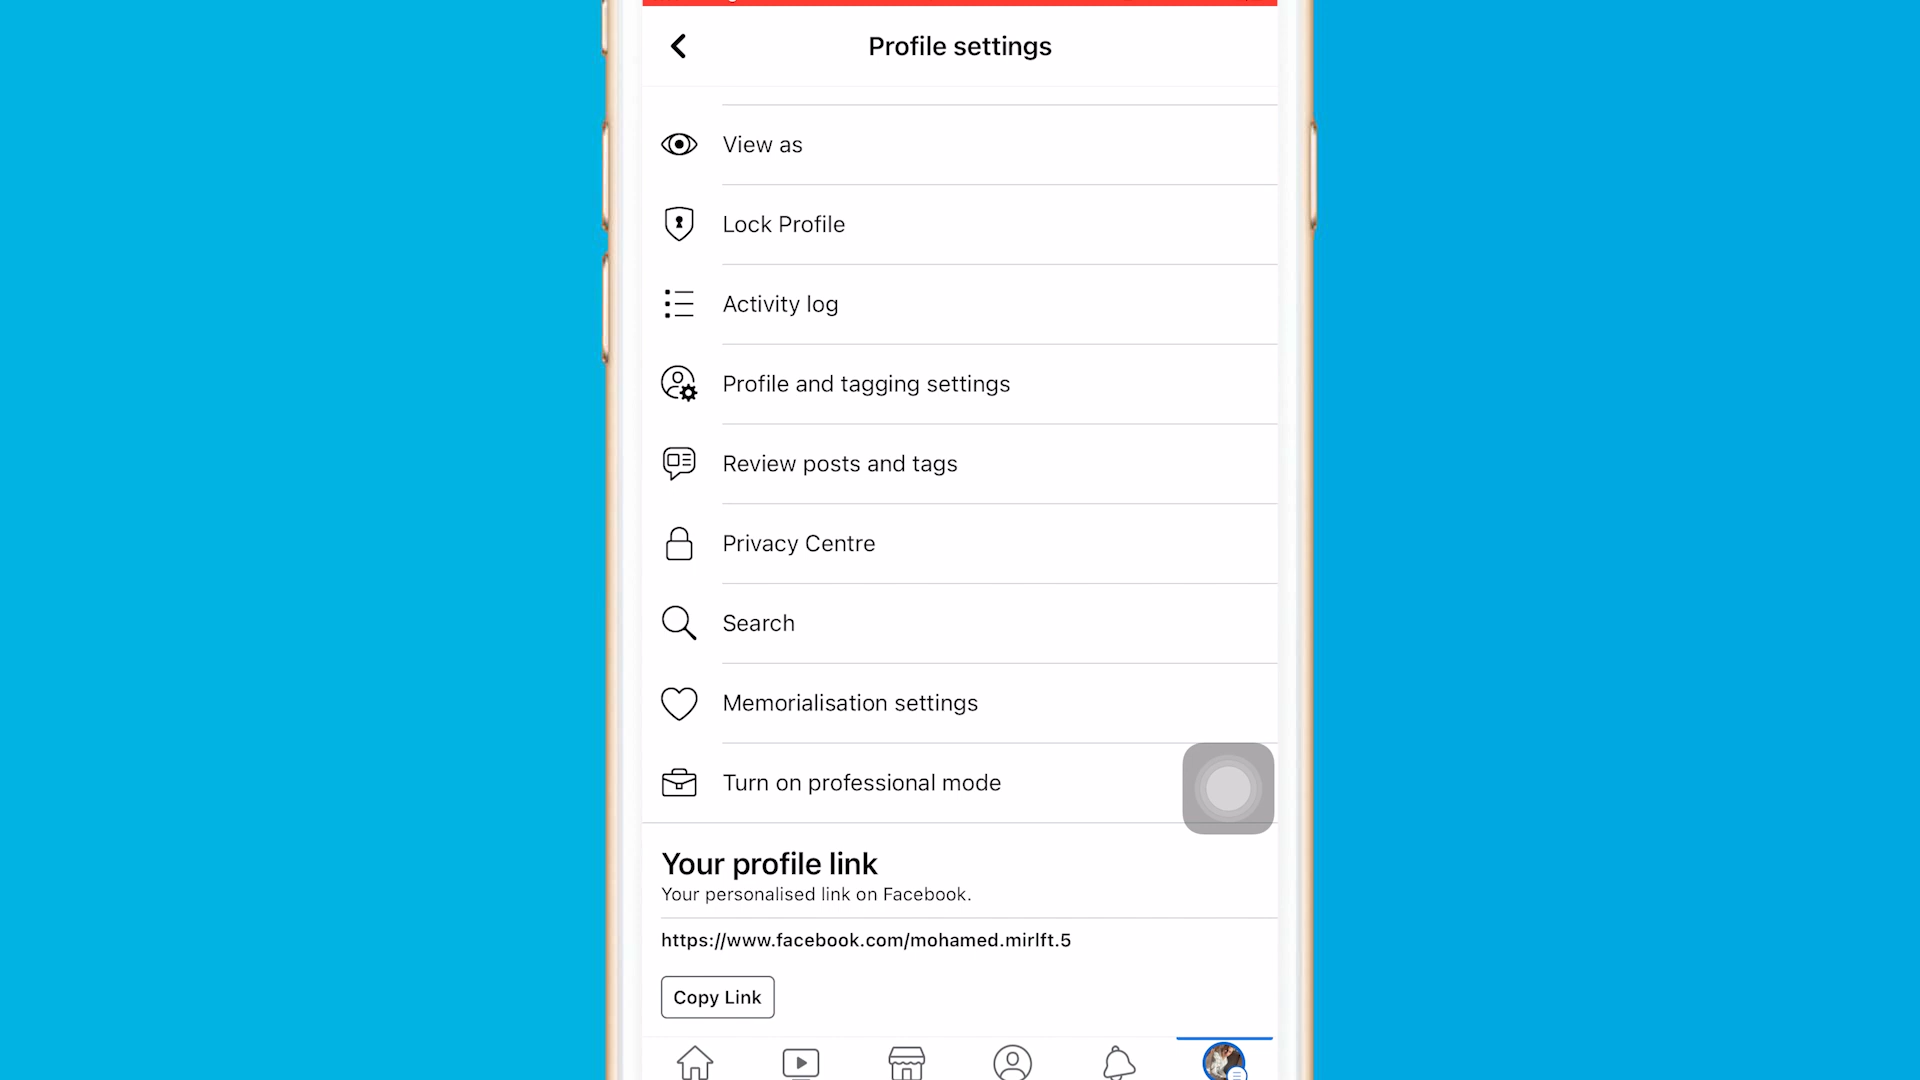 Profile settings
View as
Lock Profile
Activity log
Profile and tagging settings
Review posts and tags
Privacy Centre
Search
Memorialisation settings
Turn on professional mode
Your profile link
Your personalised link on Facebook.
https://www.facebook.com/mohamed.mirlft.5
Copy Link